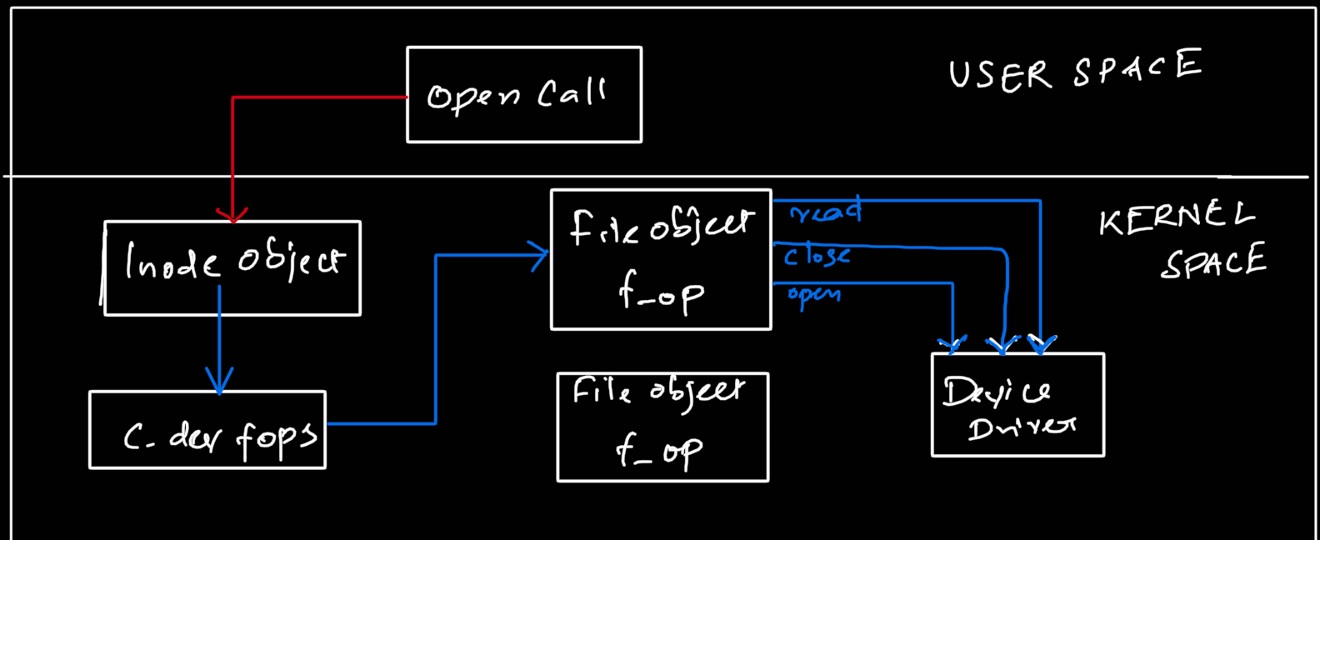 open call
USER SPACE
Inode object
C. dev fops
File object
f_op
read
close
open
KERNEL
SPACE
File object
f_op
Device
Driver